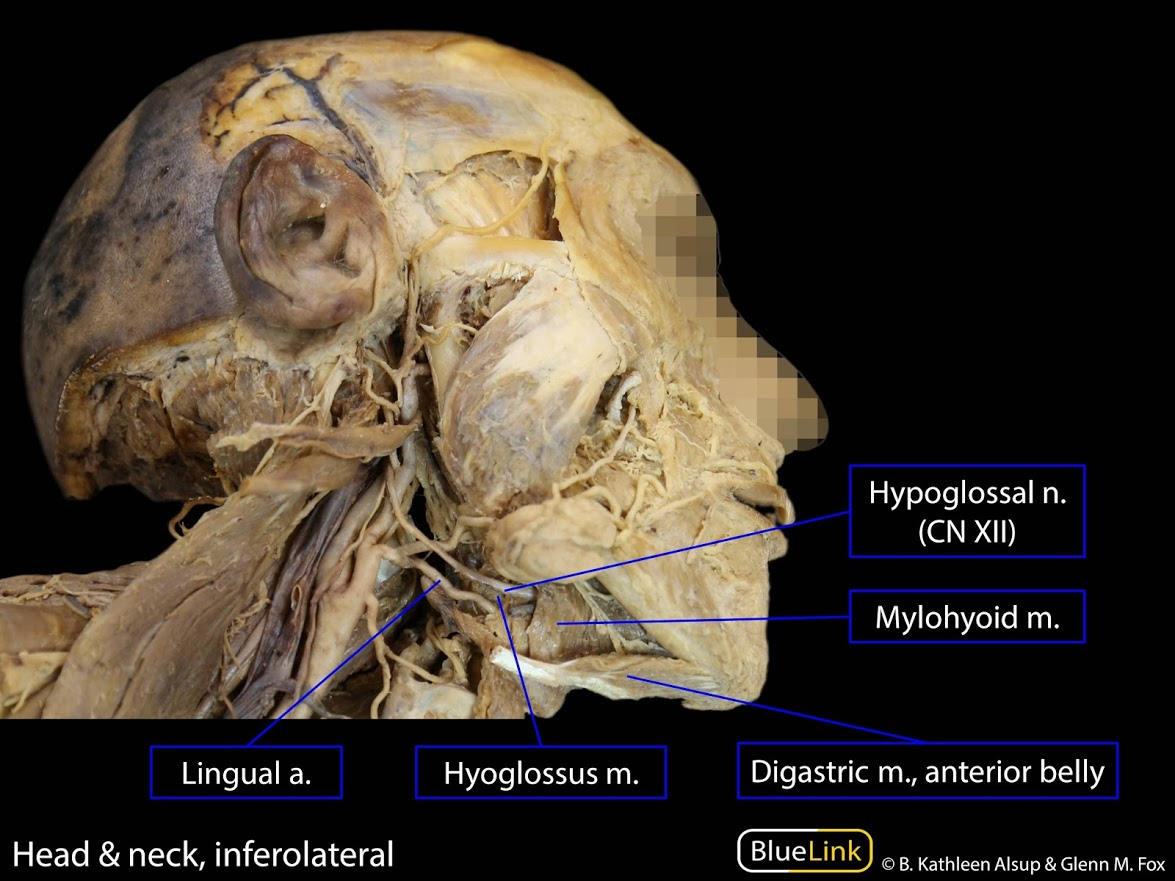 Hypoglossal n.
(CN XII)
Mylohyoid m.
Lingual a.
Hyoglossus m.
Digastric m., anterior belly
Head & neck, inferolateral
BlueLink
© B. Kathleen Alsup & Glenn M. Fox